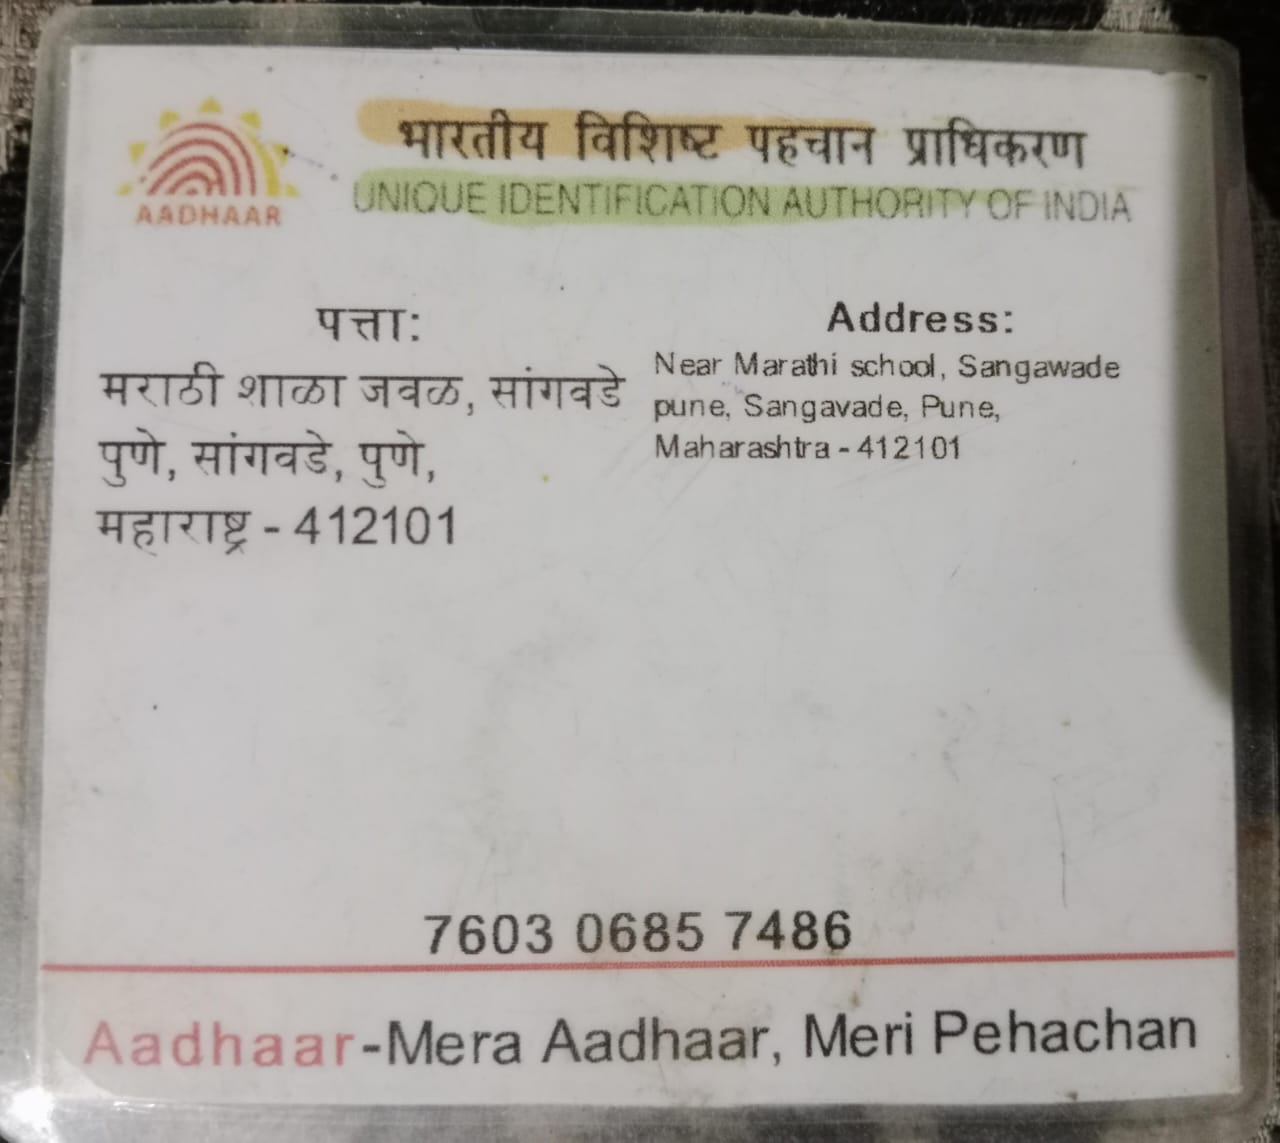 भारतीय विशिष्ट पहचान प्राधिकरण
UNIQUE IDENTIFICATION AUTHORITY OF INDIA
AADHAAR
पत्ता:
मराठी शाळा जवळ, सांगवडे
पुणे, सांगवडे, पुणे,
महाराष्ट्र - 412101
Address:
Near Marathi school, Sangawade
pune, Sangavade, Pune,
Maharashtra - 412101
7603 0685 7486
Aadhaar-Mera Aadhaar, Meri Pehachan